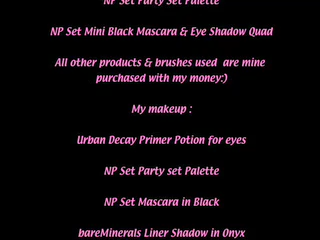 NP Set Party Set Palette
NP Set Mini Black Mascara & Eye Shadow Quad
All other products & brushes used are mine
purchased with my money:)
My makeup :
Urban Decay Primer Potion for eyes
NP Set Party set Palette
NP Set Mascara in Black
bareMinerals Liner Shadow in Onyx